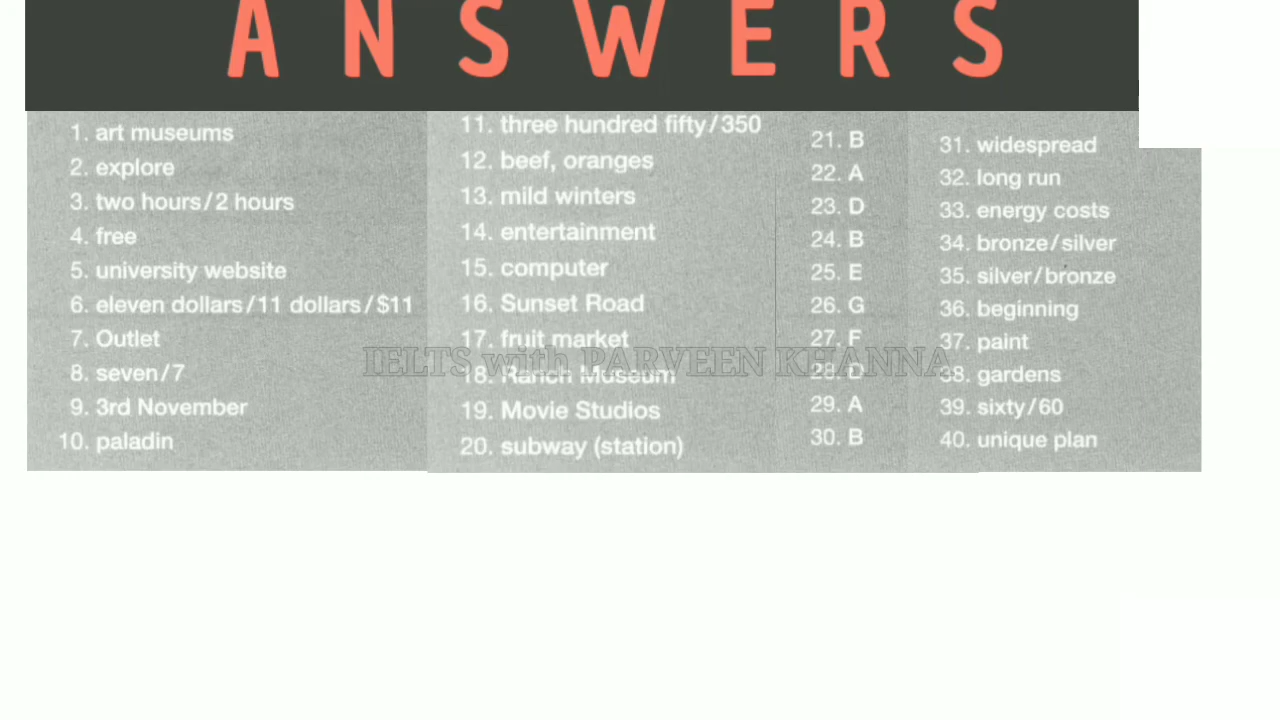 ANSWERS
1. art museums
2. explore
3. two hours/2 hours
4. free
5. university website
6. eleven dollars/11 dollars/$11
7. Outlet
8. seven/7
9. 3rd November
10. paladin
11. three hundred fifty/350
12. beef, oranges
13. mild winters
14. entertainment
15. computer
16. Sunset Road
17. fruit market
18. Ranch Museum
19. Movie Studios
20. subway (station)
21. B
22. A
23. D
24. B
25. E
26. G
27. F
28. D
29. A
30. B
31. widespread
32. long run
33. energy costs
34. bronze/silver
35. silver/bronze
36. beginning
37. paint
38. gardens
39. sixty/60
40. unique plan
IELTS with PARVEEN KHANNA